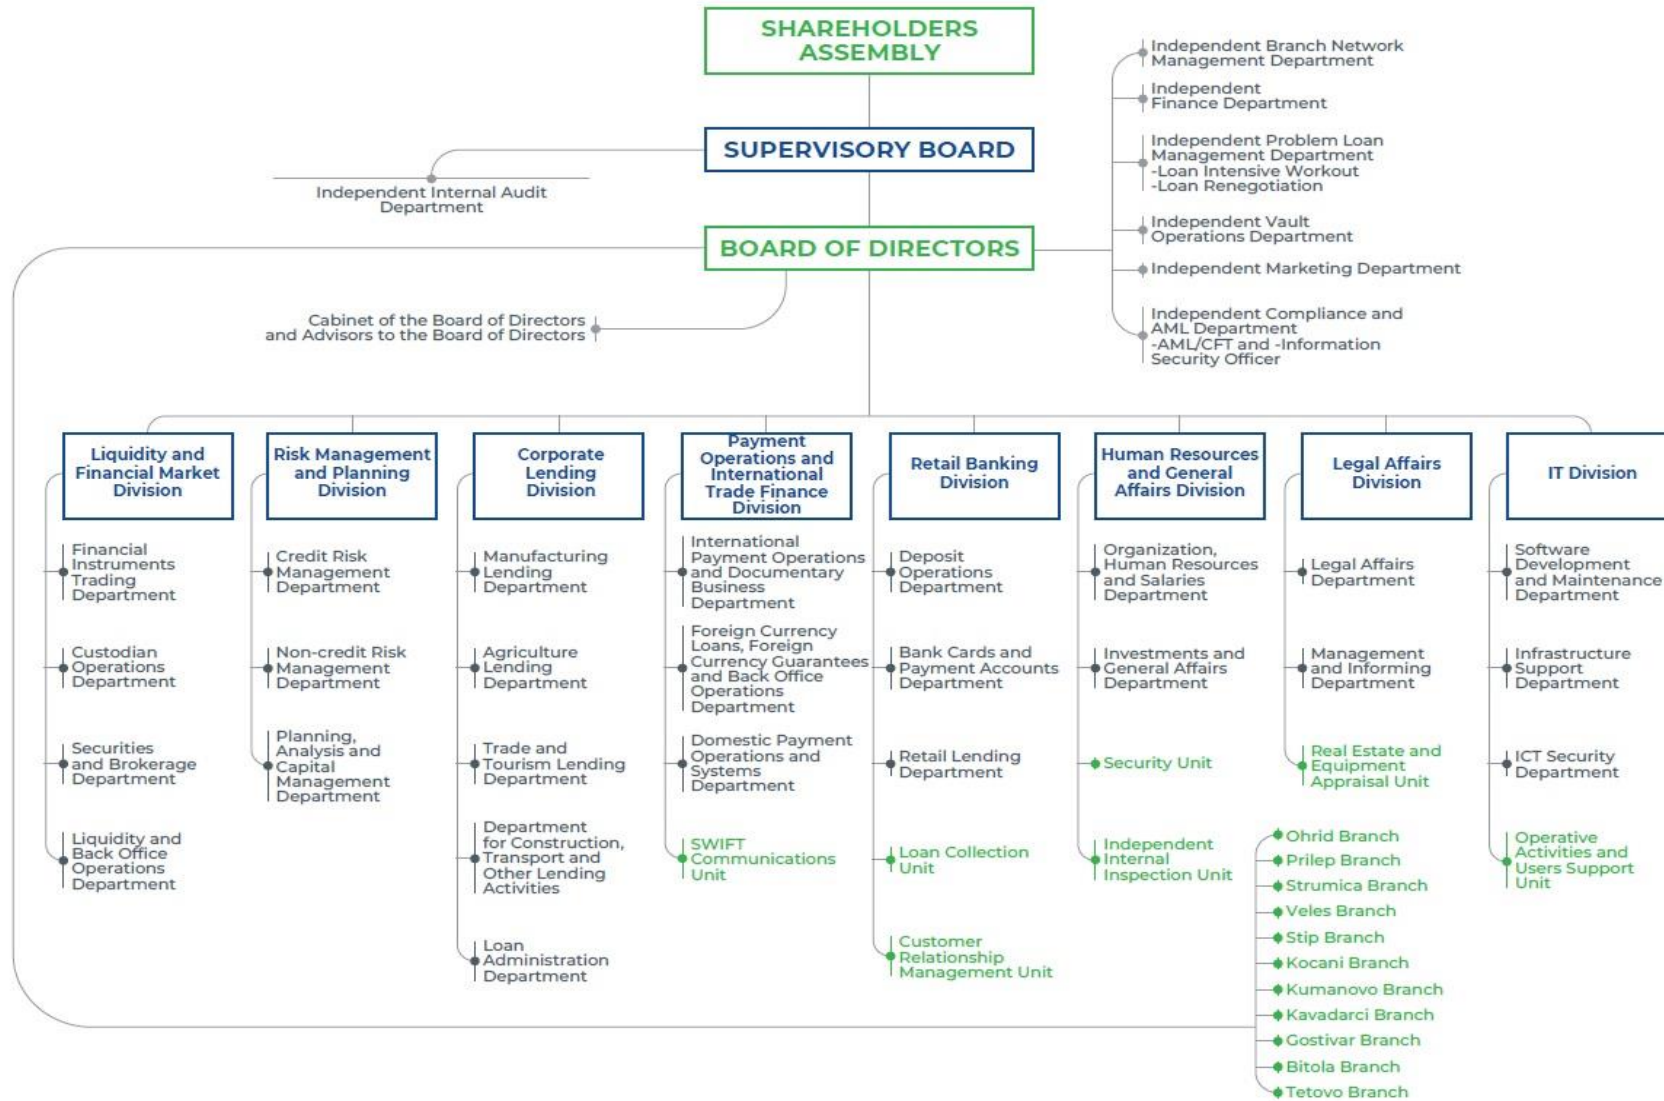 SHAREHOLDERS
ASSEMBLY
SUPERVISORY BOARD
Independent Internal Audit
Department
BOARD OF DIRECTORS
Cabinet of the Board of Directors
and Advisors to the Board of Directors
Independent Branch Network
Management Department
Independent
Finance Department
Independent Problem Loan
Management Department
-Loan Intensive Workout
-Loan Renegotiation
Independent Vault
Operations Department
Independent Marketing Department
Independent Compliance and
AML Department
-AML/CFT and -Information
Security Officer
Liquidity and
Financial Market
Division
Financial
Instruments
Trading
Department
Custodian
Operations
Department
Securities
and Brokerage
Department
Liquidity and
Back Office
Operations
Department
Risk Management
and Planning
Division
Credit Risk
Management
Department
Non-credit Risk
Management
Department
Planning,
Analysis and
Capital
Management
Department
Corporate
Lending
Division
Manufacturing
Lending
Department
Agriculture
Lending
Department
Trade and
Tourism Lending
Department
Department
for Construction,
Transport and
Other Lending
Activities
Loan
Administration
Department
Payment
Operations and
International
Trade Finance
Division
International
Payment Operations
and Documentary
Business
Department
Foreign Currency
Loans, Foreign
Currency Guarantees
and Back Office
Operations
Department
Domestic Payment
Operations and
Systems
Department
SWIFT
Communications
Unit
Retail Banking
Division
Deposit
Operations
Department
Bank Cards and
Payment Accounts
Department
Retail Lending
Department
Loan Collection
Unit
Customer
Relationship
Management Unit
Human Resources
and General
Affairs Division
Organization,
Human Resources
and Salaries
Department
Investments and
General Affairs
Department
Security Unit
Independent
Internal
Inspection Unit
Legal Affairs
Division
Legal Affairs
Department
Management
and Informing
Department
Real Estate and
Equipment
Appraisal Unit
IT Division
Software
Development
and Maintenance
Department
Infrastructure
Support
Department
ICT Security
Department
Operative
Activities and
Users Support
Unit
Ohrid Branch
Prilep Branch
Strumica Branch
Veles Branch
Stip Branch
Kocani Branch
Kumanovo Branch
Kavadarci Branch
Gostivar Branch
Bitola Branch
Tetovo Branch